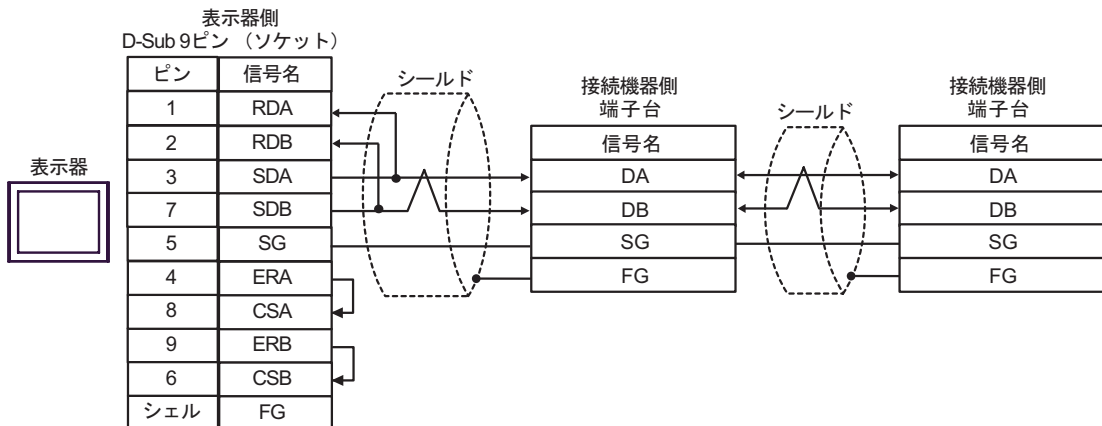 表示器側
D-Sub 9ピン （ソケット）
ピン 信号名
1 RDA
2 RDB
3 SDA
7 SDB
5 SG
4 ERA
8 CSA
9 ERB
6 CSB
シェル FG
表示器
シールド
接続機器側
端子台
信号名
DA
DB
SG
FG
シールド
接続機器側
端子台
信号名
DA
DB
SG
FG